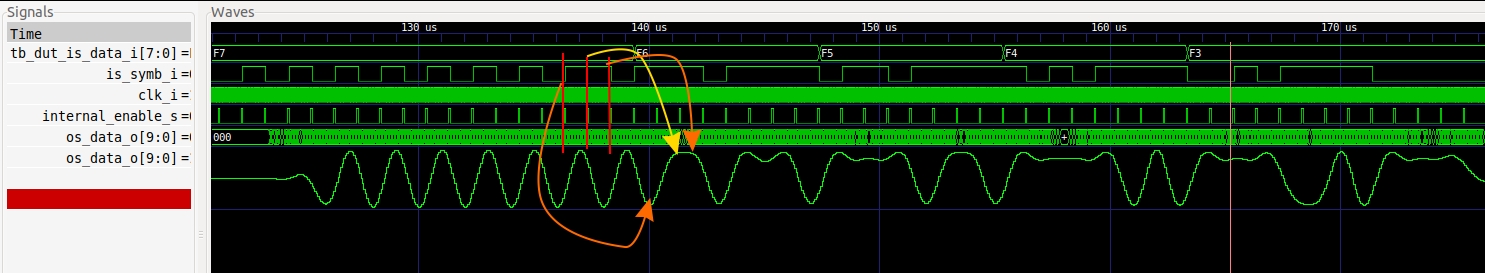 Signals
Waves
Time
130 us
140 us
150 us
160 us
170 us
tb_dut_is_data_i[7:0] =
F7
F6
F5
F4
F3
is_symb_i =
clk_i =
internal_enable_s =
os_data_o[9:0] =
000
+
os_data_o[9:0] =